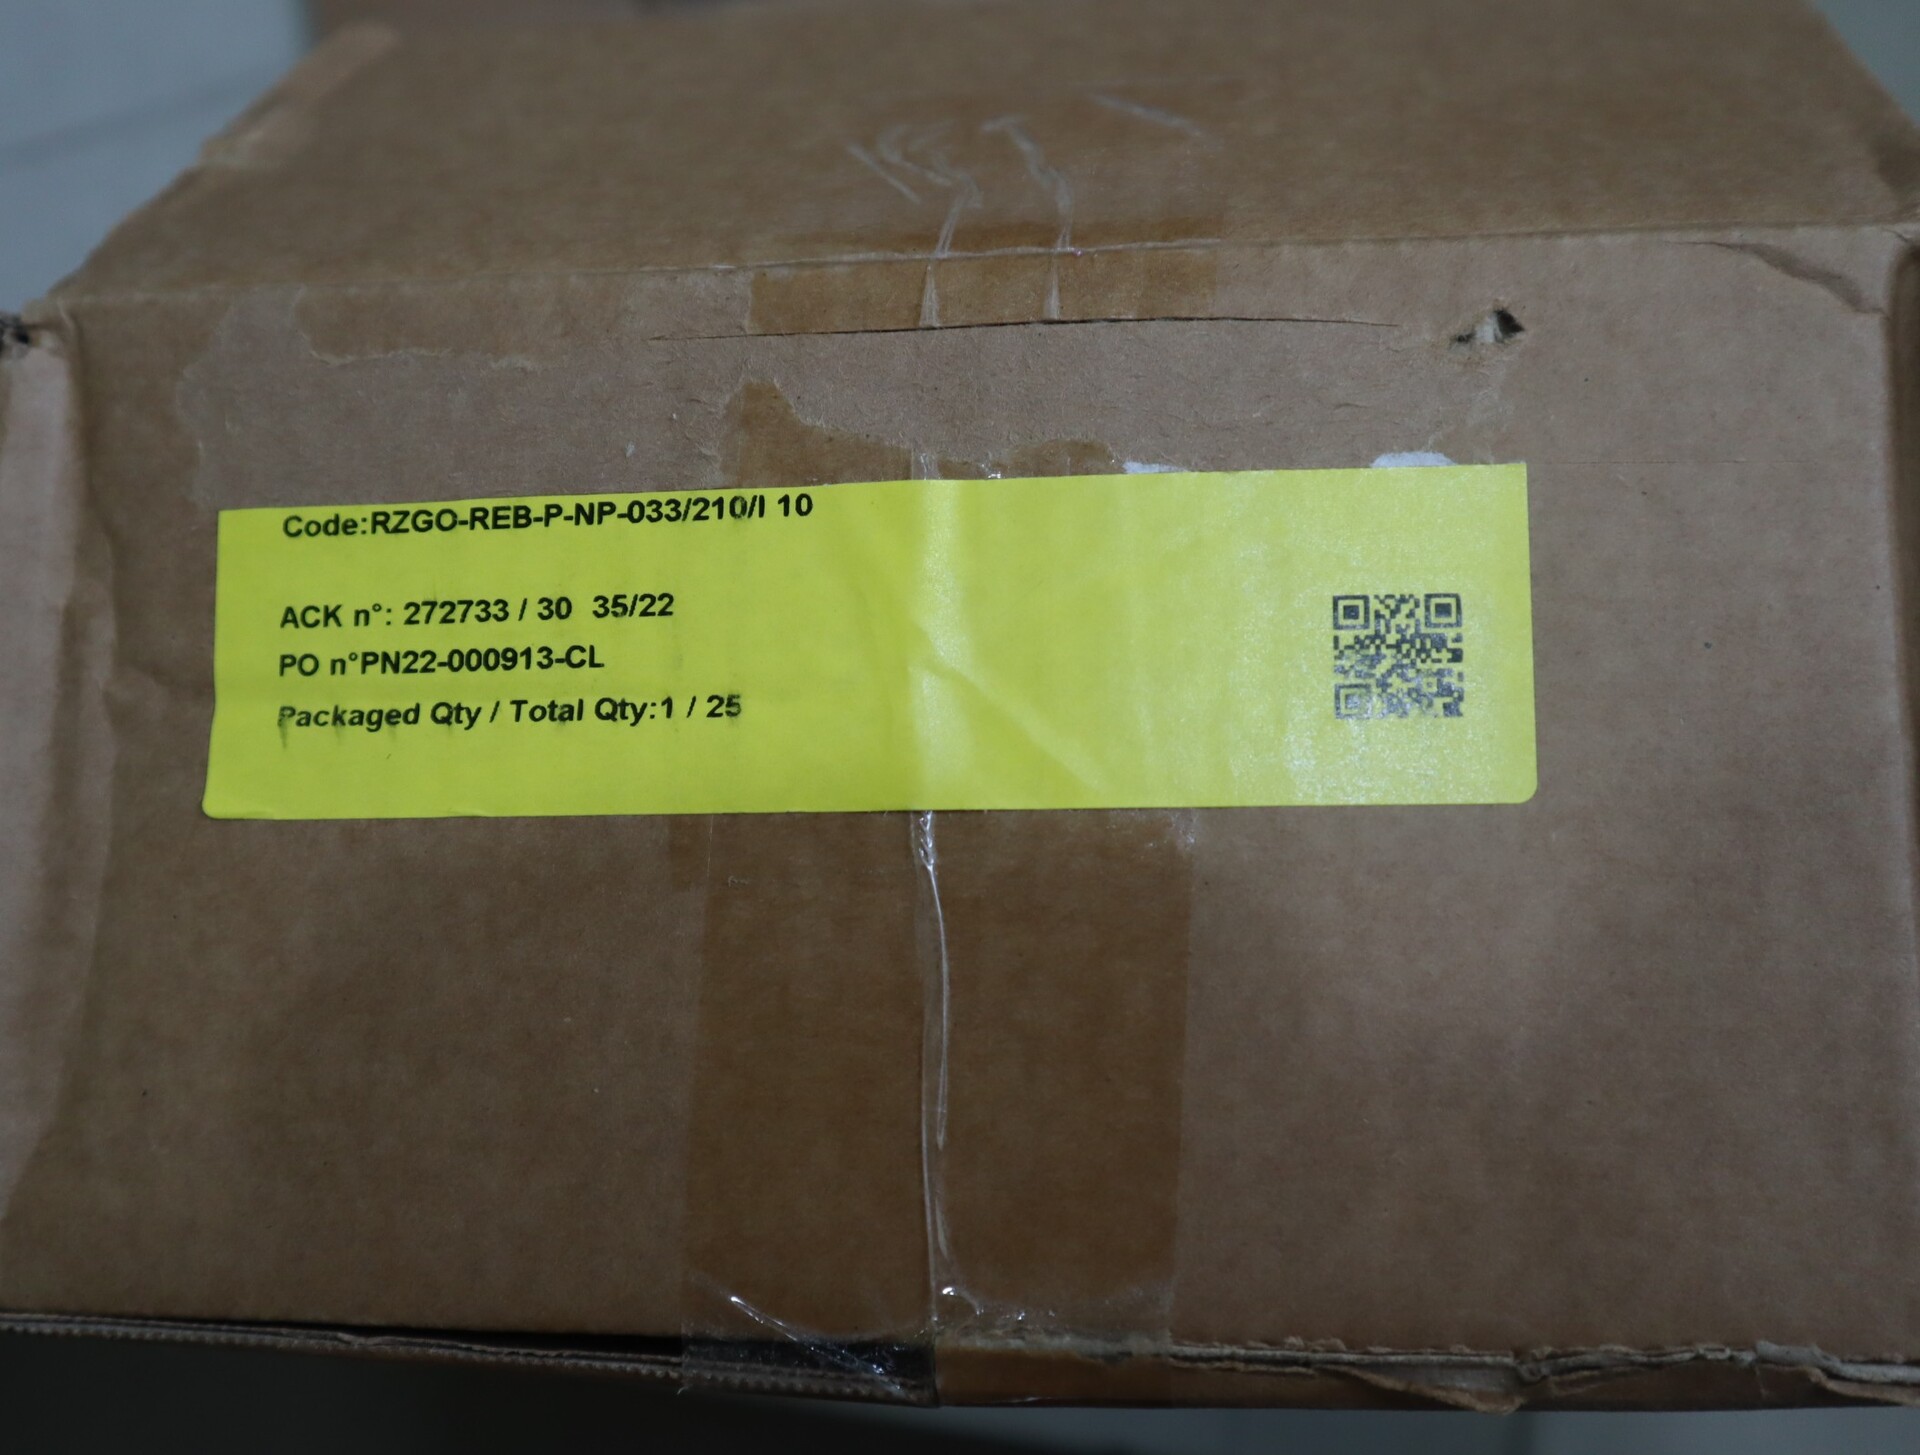 Code:RZGO-REB-P-NP-033/210/I 10
ACK n°: 272733 / 30 35/22
PO n°PN22-000913-CL
Packaged Qty / Total Qty:1 / 25